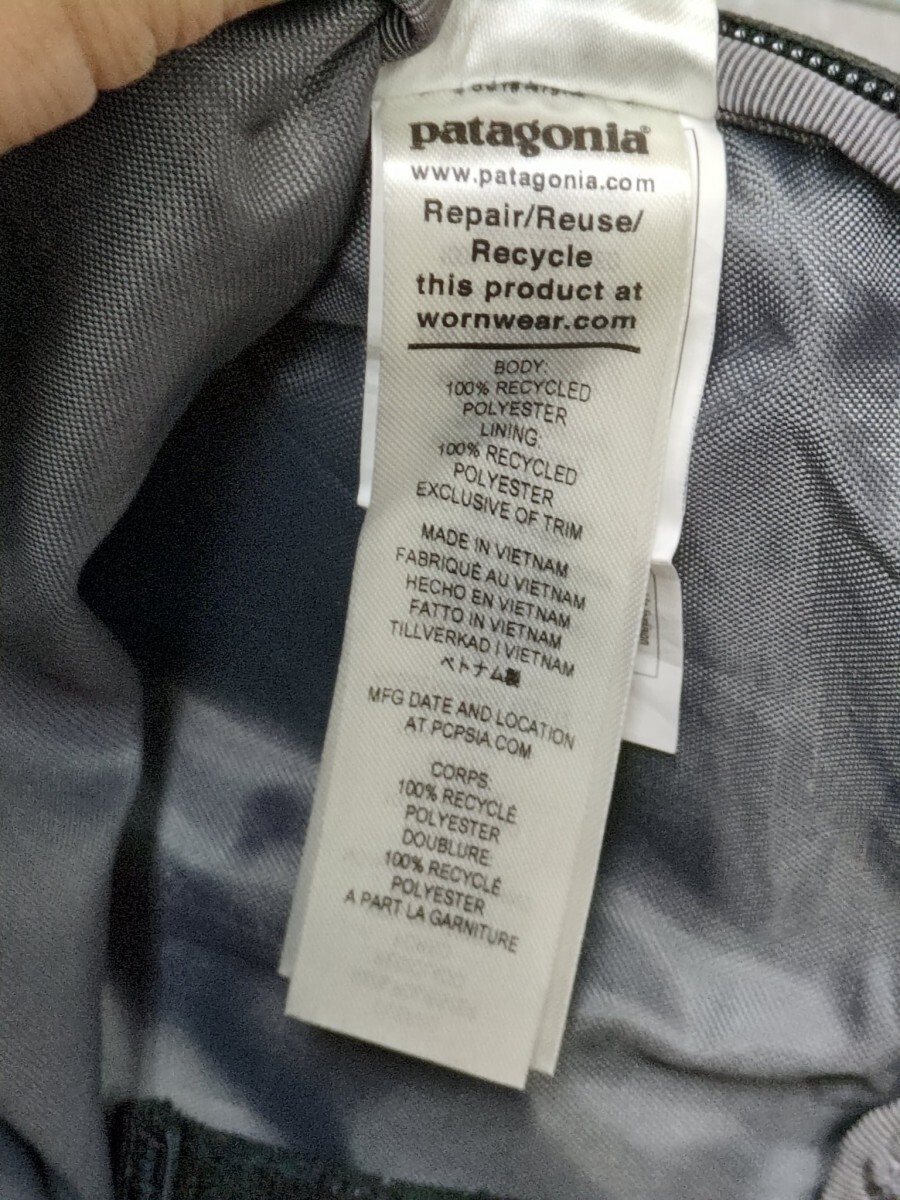 patagonia®
www.patagonia.com
Repair/Reuse/
Recycle
this product at
wornwear.com
BODY:
100% RECYCLED
POLYESTER
LINING:
100% RECYCLED
POLYESTER
EXCLUSIVE OF TRIM
MADE IN VIETNAM
FABRIQUÉ AU VIETNAM
HECHO EN VIETNAM
FATTO IN VIETNAM
TILLVERKAD I VIETNAM
ベトナム製
MFG DATE AND LOCATION
AT PCPSIA.COM
CORPS:
100% RECYCLÉ
POLYESTER
DOUBLURE:
100% RECYCLÉ
POLYESTER
A PART LA GARNITURE